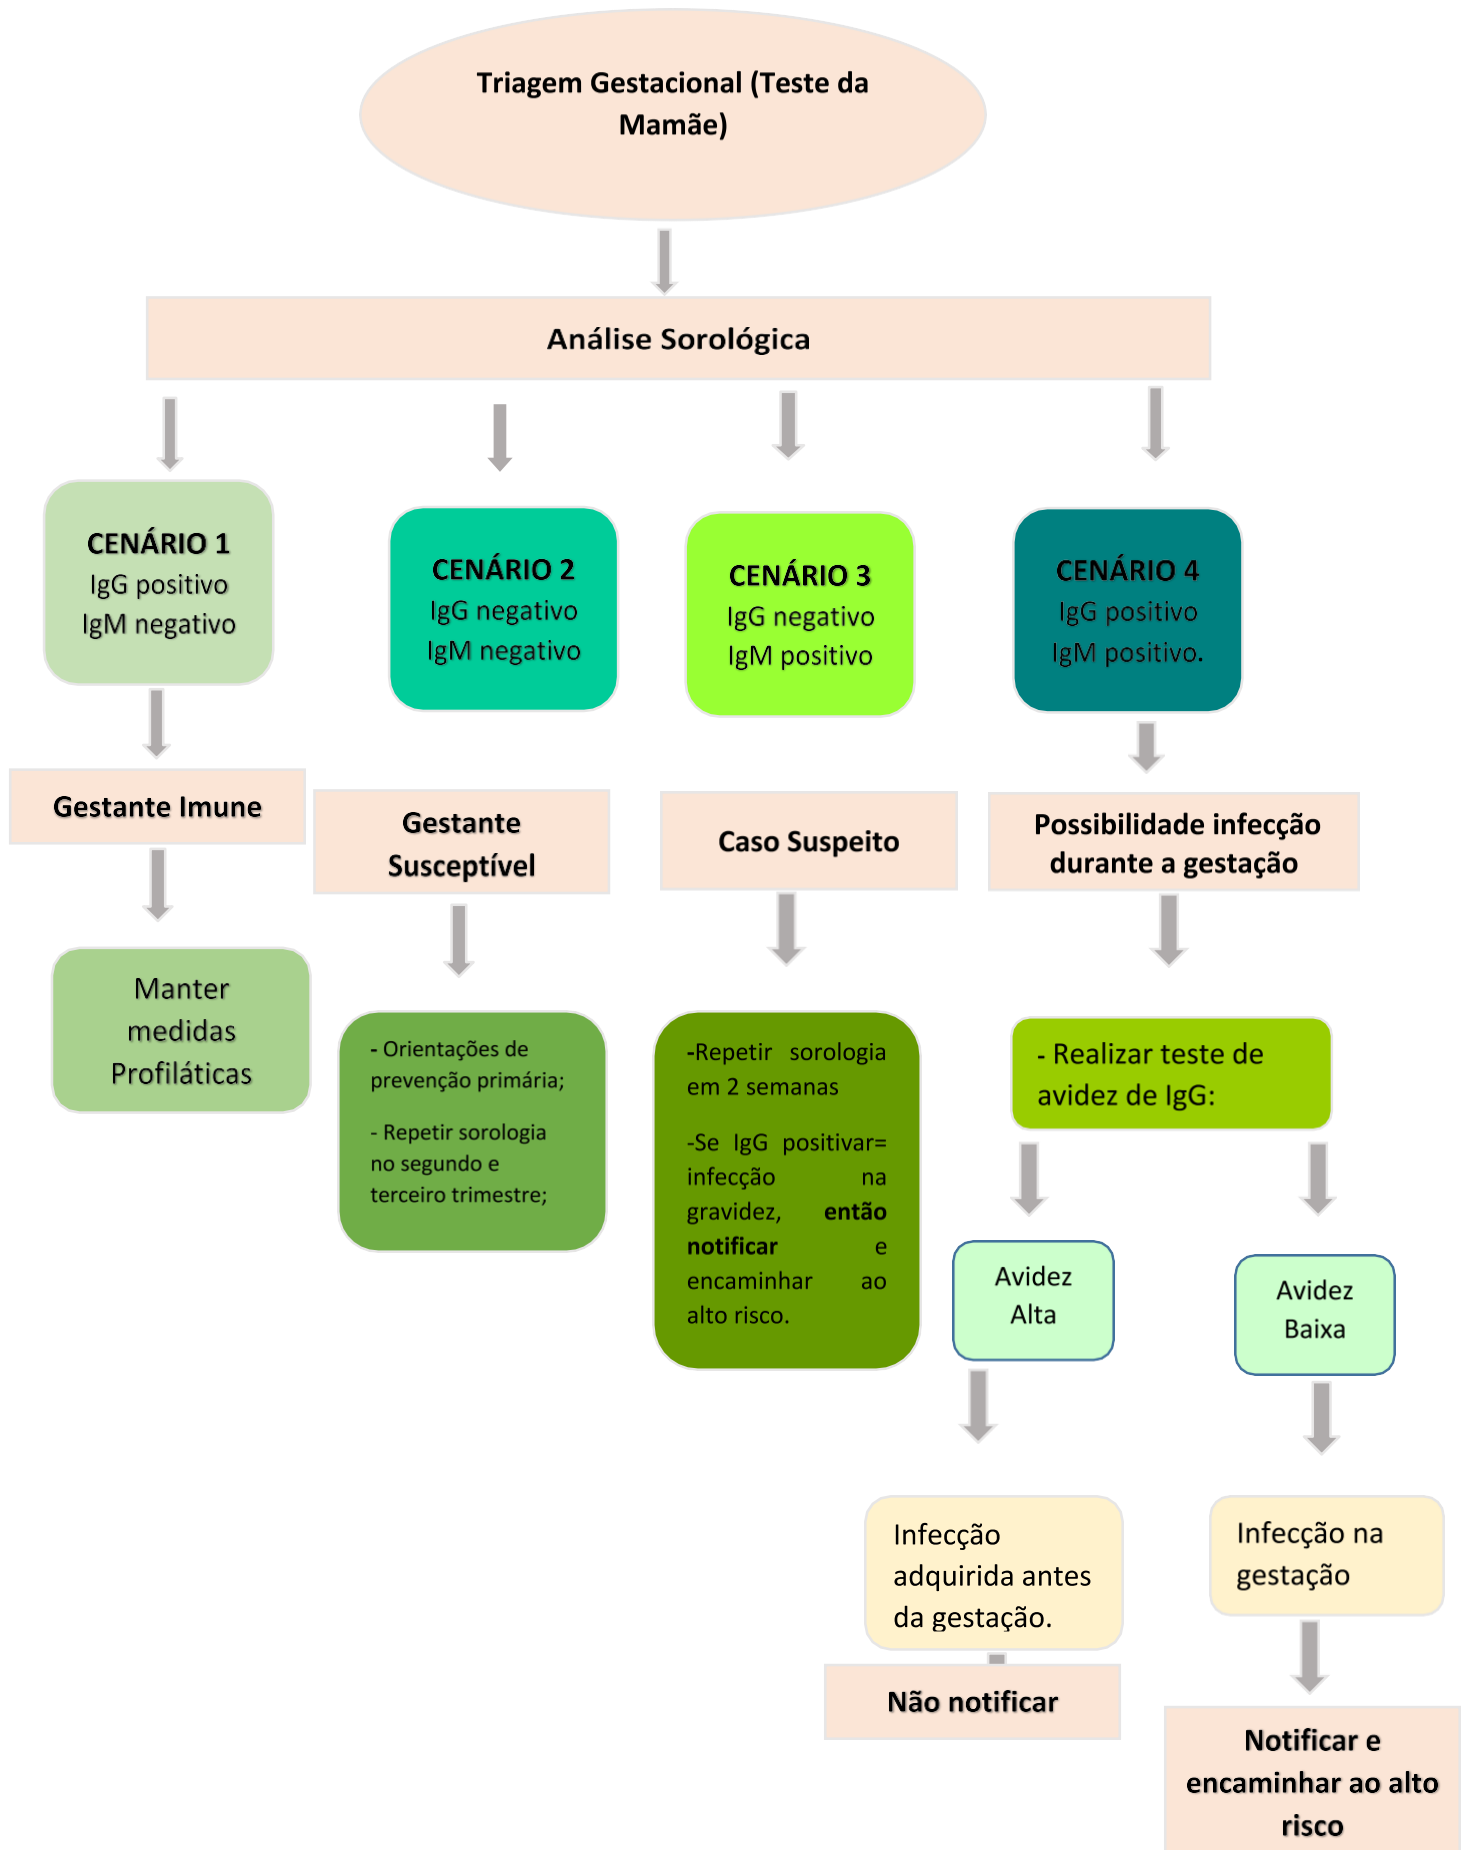 Triagem Gestacional (Teste da
Mamãe)
Análise Sorológica
CENÁRIO 1
IgG positivo
IgM negativo
CENÁRIO 2
IgG negativo
IgM negativo
CENÁRIO 3
IgG negativo
IgM positivo
CENÁRIO 4
IgG positivo
IgM positivo.
Gestante Imune
Gestante
Susceptível
Caso Suspeito
Possibilidade infecção
durante a gestação
Manter
medidas
Profiláticas
- Orientações de
prevenção primária;
- Repetir sorologia
no segundo e
terceiro trimestre;
-Repetir sorologia
em 2 semanas
-Se IgG positivar=
infecção na
gravidez, então
notificar e
encaminhar ao
alto risco.
- Realizar teste de
avidez de IgG:
Avidez
Alta
Avidez
Baixa
Infecção
adquirida antes
da gestação.
Infecção na
gestação
Não notificar
Notificar e
encaminhar ao alto
risco